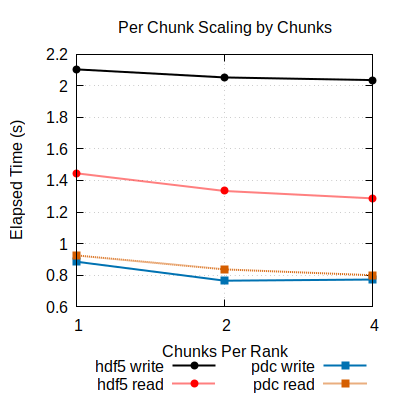 Per Chunk Scaling by Chunks
2.2
2
1.8
1.6
1.4
1.2
1
0.8
0.6
Elapsed Time (s)
1 2 4
Chunks Per Rank
hdf5 write pdc write
hdf5 read pdc read